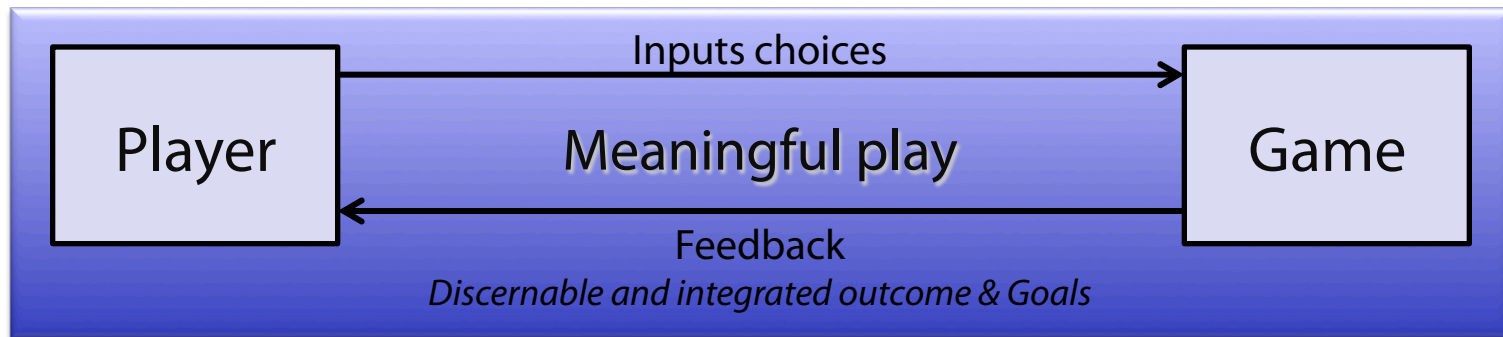 Inputs choices
Player
Meaningful play
Game
Feedback
Discernable and integrated outcome & Goals